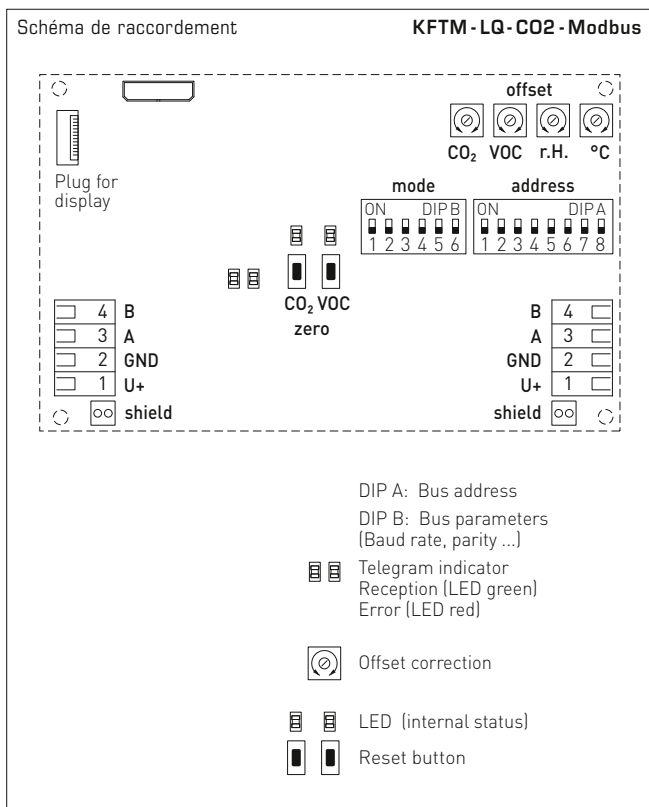 Schéma de raccordement KFTM-LQ-CO2-Modbus
offset
CO₂ VOC r.H. °C
Plug for
display
mode address
ON DIP B ON DIP A
1 2 3 4 5 6 1 2 3 4 5 6 7 8
CO₂ VOC
zero
4 B B 4
3 A A 3
2 GND GND 2
1 U+ U+ 1
shield shield
DIP A: Bus address
DIP B: Bus parameters
(Baud rate, parity ...)
Telegram indicator
Reception (LED green)
Error (LED red)
Offset correction
LED (internal status)
Reset button